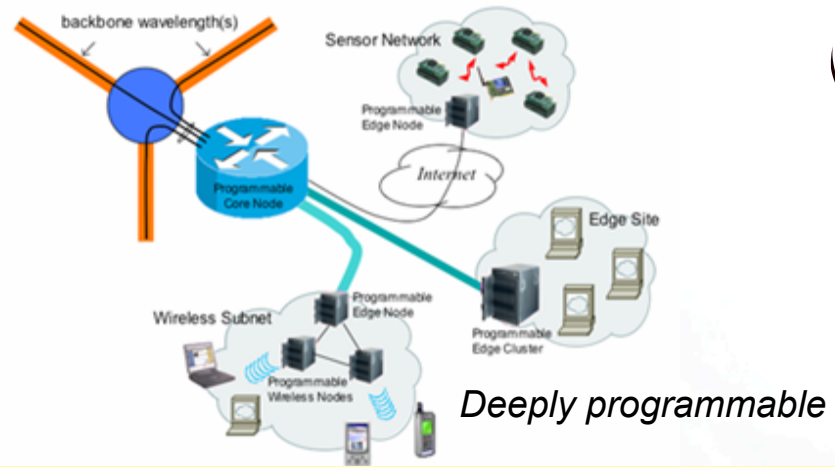 backbone wavelength(s)
Sensor Network
Programmable
Edge Node
Internet
Programmable
Core Node
Edge Site
Programmable
Edge Node
Wireless Subnet
Programmable
Edge Cluster
Programmable
Wireless Nodes
Deeply programmable